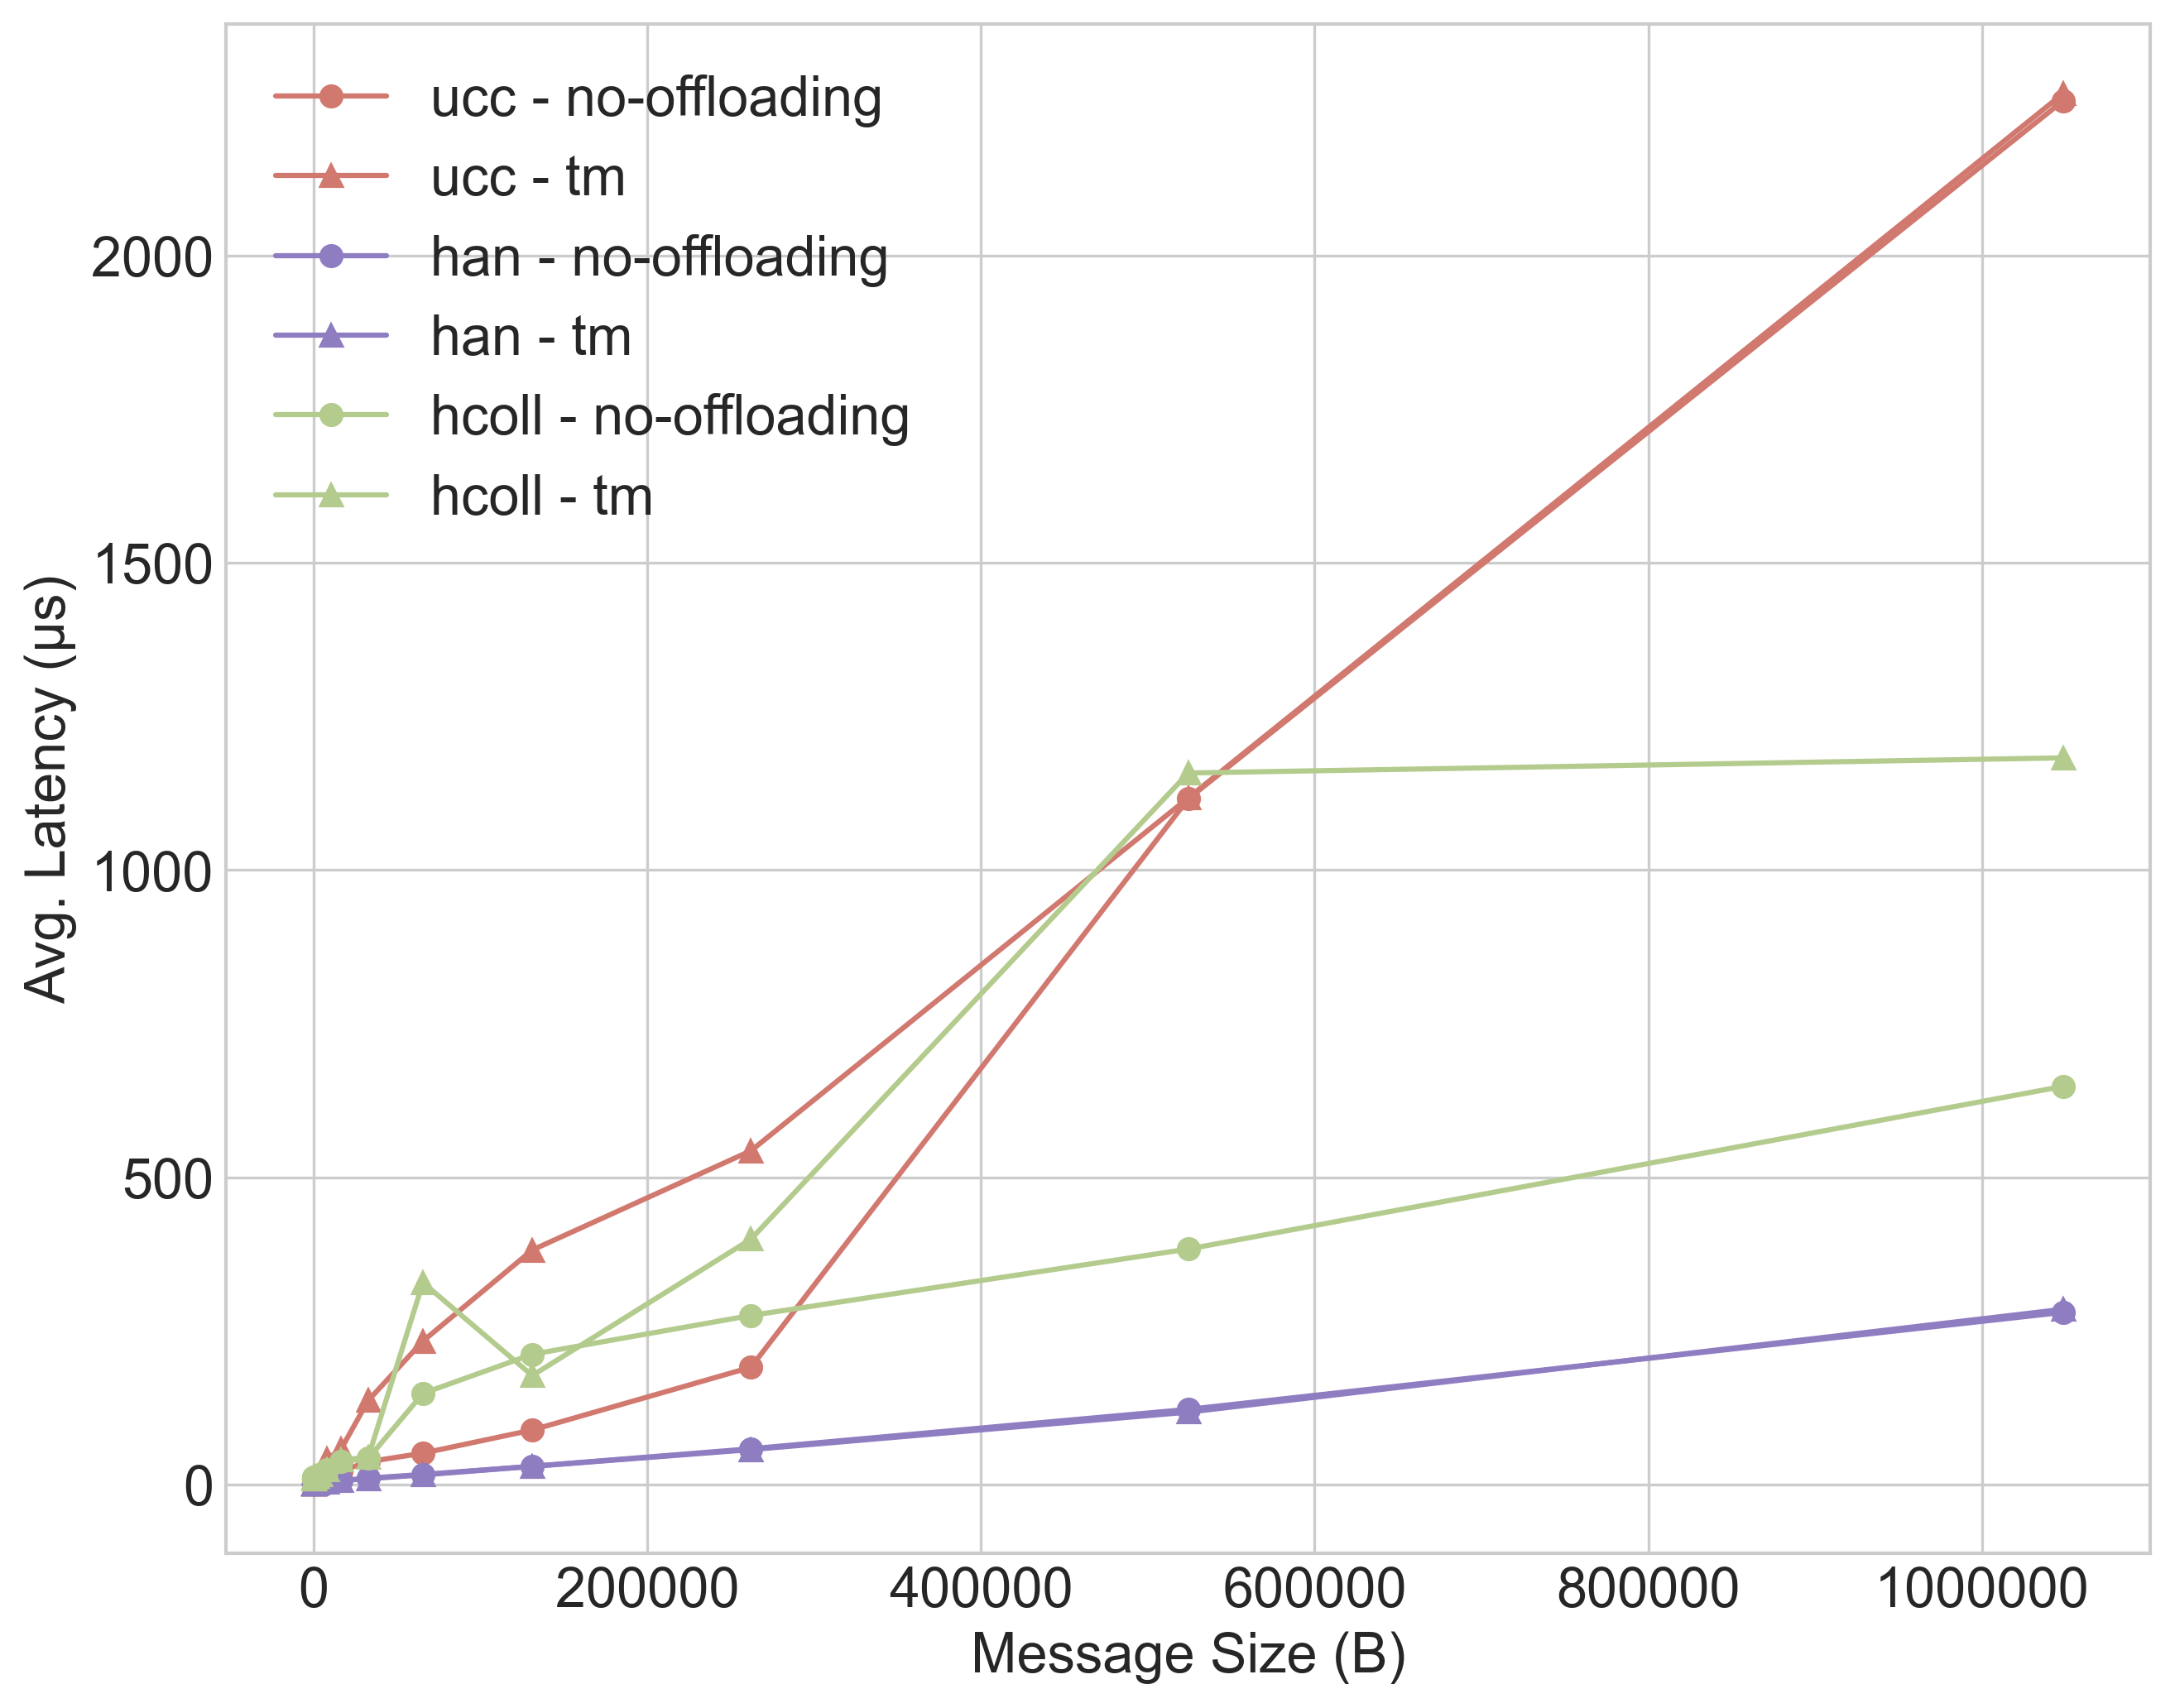 ucc - no-offloading
ucc - tm
han - no-offloading
han - tm
hcoll - no-offloading
hcoll - tm
2000
1500
1000
500
0
Avg. Latency (µs)
0 200000 400000 600000 800000 1000000
Message Size (B)